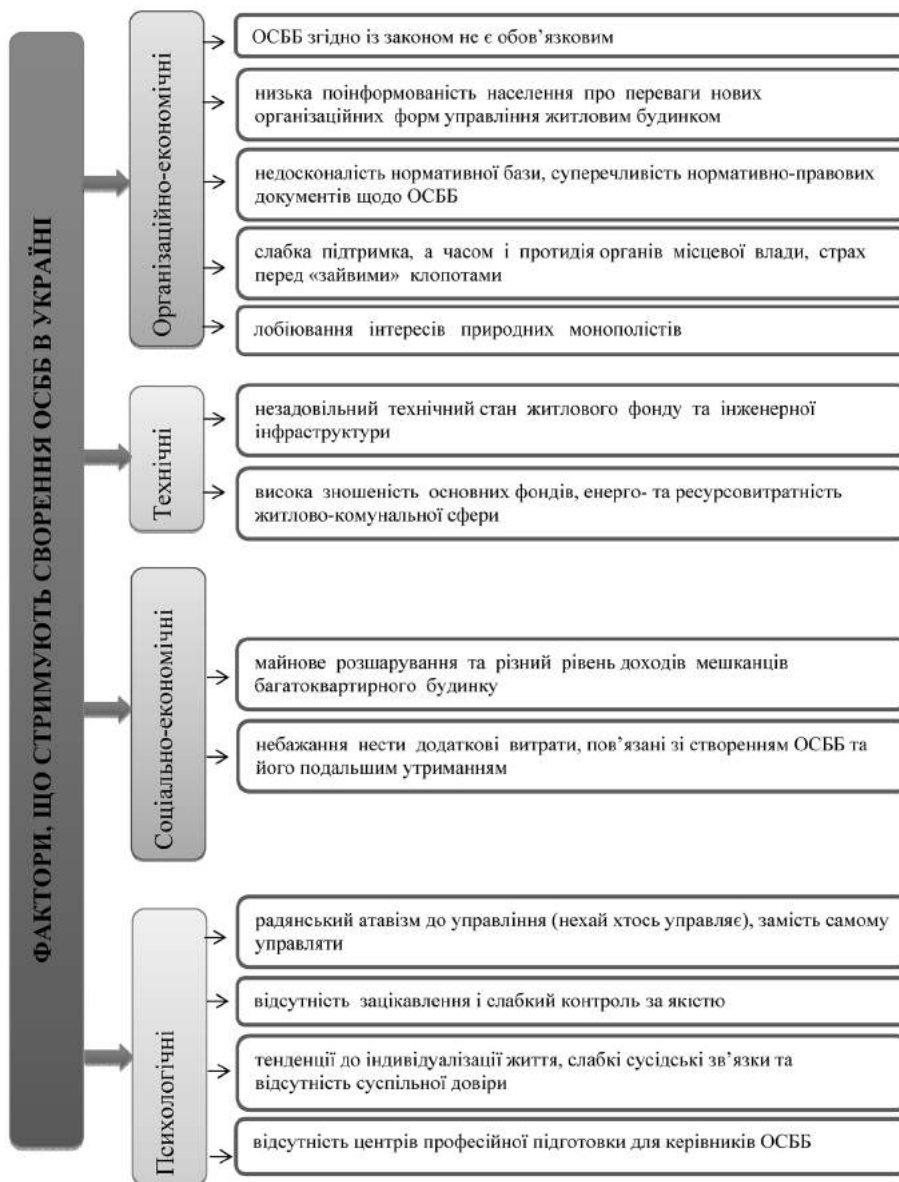 ФАКТОРИ, ЩО СТРИМУЮТЬ СВОРЕННЯ ОСББ В УКРАЇНІ
Організаційно-економічні
ОСББ згідно із законом не є обов’язковим
низька поінформованість населення про переваги нових
організаційних форм управління житловим будинком
недосконалість нормативної бази, суперечливість нормативно-правових
документів щодо ОСББ
слабка підтримка, а часом і протидія органів місцевої влади, страх
перед «зайвими» клопотами
лобіювання інтересів природних монополістів
Технічні
незадовільний технічний стан житлового фонду та інженерної
інфраструктури
висока зношеність основних фондів, енерго- та ресурсовитратність
житлово-комунальної сфери
Соціально-економічні
майнове розшарування та різний рівень доходів мешканців
багатоквартирного будинку
небажання нести додаткові витрати, пов’язані зі створенням ОСББ та
його подальшим утриманням
Психологічні
радянський атавізм до управління (нехай хтось управляє), замість самому
управляти
відсутність зацікавлення і слабкий контроль за якістю
тенденції до індивідуалізації життя, слабкі сусідські зв’язки та
відсутність суспільної довіри
відсутність центрів професійної підготовки для керівників ОСББ